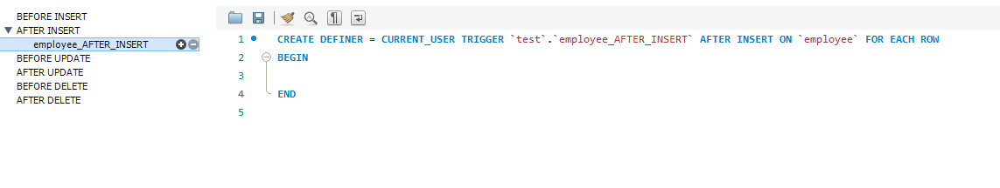 BEFORE INSERT
AFTER INSERT
employee_AFTER_INSERT
BEFORE UPDATE
AFTER UPDATE
BEFORE DELETE
AFTER DELETE
1 CREATE DEFINER = CURRENT_USER TRIGGER `test`.`employee_AFTER_INSERT` AFTER INSERT ON `employee` FOR EACH ROW
2 BEGIN
3
4 END
5